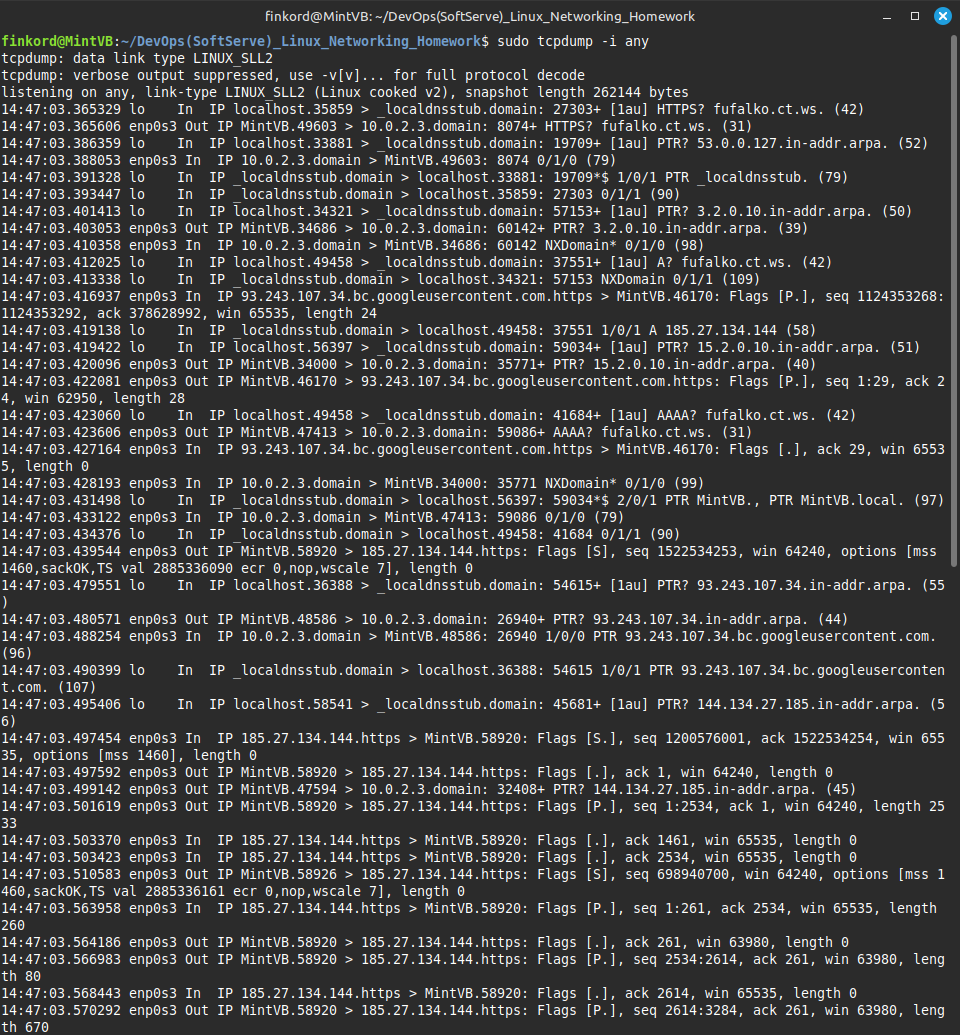 finkord@MintVB: ~/DevOps(SoftServe)_Linux_Networking_Homework
finkord@MintVB:~/DevOps(SoftServe)_Linux_Networking_Homework$ sudo tcpdump -i any
tcpdump: data link type LINUX_SLL2
tcpdump: verbose output suppressed, use -v[v]... for full protocol decode
listening on any, link-type LINUX_SLL2 (Linux cooked v2), snapshot length 262144 bytes
14:47:03.365329 lo    In  IP localhost.35859 > _localdnsstub.domain: 27303+ [1au] HTTPS? fufalko.ct.ws. (42)
14:47:03.365606 enp0s3 Out IP MintVB.49603 > 10.0.2.3.domain: 8074+ HTTPS? fufalko.ct.ws. (31)
14:47:03.386359 lo    In  IP localhost.33881 > _localdnsstub.domain: 19709+ [1au] PTR? 53.0.0.127.in-addr.arpa. (52)
14:47:03.388053 enp0s3 In  IP 10.0.2.3.domain > MintVB.49603: 8074 0/1/0 (79)
14:47:03.391328 lo    In  IP _localdnsstub.domain > localhost.33881: 19709*$ 1/0/1 PTR _localdnsstub. (79)
14:47:03.393447 lo    In  IP _localdnsstub.domain > localhost.35859: 27303 0/1/1 (90)
14:47:03.401413 lo    In  IP localhost.34321 > _localdnsstub.domain: 57153+ [1au] PTR? 3.2.0.10.in-addr.arpa. (50)
14:47:03.403053 enp0s3 Out IP MintVB.34686 > 10.0.2.3.domain: 60142+ PTR? 3.2.0.10.in-addr.arpa. (39)
14:47:03.410358 enp0s3 In  IP 10.0.2.3.domain > MintVB.34686: 60142 NXDomain* 0/1/0 (98)
14:47:03.412025 lo    In  IP localhost.49458 > _localdnsstub.domain: 37551+ [1au] A? fufalko.ct.ws. (42)
14:47:03.413338 lo    In  IP _localdnsstub.domain > localhost.34321: 57153 NXDomain 0/1/1 (109)
14:47:03.416937 enp0s3 In  IP 93.243.107.34.bc.googleusercontent.com.https > MintVB.46170: Flags [P.], seq 1124353268:
1124353292, ack 378628992, win 65535, length 24
14:47:03.419138 lo    In  IP _localdnsstub.domain > localhost.49458: 37551 1/0/1 A 185.27.134.144 (58)
14:47:03.419422 lo    In  IP localhost.56397 > _localdnsstub.domain: 59034+ [1au] PTR? 15.2.0.10.in-addr.arpa. (51)
14:47:03.420096 enp0s3 Out IP MintVB.34000 > 10.0.2.3.domain: 35771+ PTR? 15.2.0.10.in-addr.arpa. (40)
14:47:03.422081 enp0s3 Out IP MintVB.46170 > 93.243.107.34.bc.googleusercontent.com.https: Flags [P.], seq 1:29, ack 2
4, win 62950, length 28
14:47:03.423060 lo    In  IP localhost.49458 > _localdnsstub.domain: 41684+ [1au] AAAA? fufalko.ct.ws. (42)
14:47:03.423606 enp0s3 Out IP MintVB.47413 > 10.0.2.3.domain: 59086+ AAAA? fufalko.ct.ws. (31)
14:47:03.427164 enp0s3 In  IP 93.243.107.34.bc.googleusercontent.com.https > MintVB.46170: Flags [.], ack 29, win 6553
5, length 0
14:47:03.428193 enp0s3 In  IP 10.0.2.3.domain > MintVB.34000: 35771 NXDomain* 0/1/0 (99)
14:47:03.431498 lo    In  IP _localdnsstub.domain > localhost.56397: 59034*$ 2/0/1 PTR MintVB., PTR MintVB.local. (97)
14:47:03.433122 enp0s3 In  IP 10.0.2.3.domain > MintVB.47413: 59086 0/1/0 (79)
14:47:03.434376 lo    In  IP _localdnsstub.domain > localhost.49458: 41684 0/1/1 (90)
14:47:03.439544 enp0s3 Out IP MintVB.58920 > 185.27.134.144.https: Flags [S], seq 1522534253, win 64240, options [mss 
1460,sackOK,TS val 2885336090 ecr 0,nop,wscale 7], length 0
14:47:03.479551 lo    In  IP localhost.36388 > _localdnsstub.domain: 54615+ [1au] PTR? 93.243.107.34.in-addr.arpa. (55
)
14:47:03.480571 enp0s3 Out IP MintVB.48586 > 10.0.2.3.domain: 26940+ PTR? 93.243.107.34.in-addr.arpa. (44)
14:47:03.488254 enp0s3 In  IP 10.0.2.3.domain > MintVB.48586: 26940 1/0/0 PTR 93.243.107.34.bc.googleusercontent.com. 
(96)
14:47:03.490399 lo    In  IP _localdnsstub.domain > localhost.36388: 54615 1/0/1 PTR 93.243.107.34.bc.googleuserconten
t.com. (107)
14:47:03.495406 lo    In  IP localhost.58541 > _localdnsstub.domain: 45681+ [1au] PTR? 144.134.27.185.in-addr.arpa. (5
6)
14:47:03.497454 enp0s3 In  IP 185.27.134.144.https > MintVB.58920: Flags [S.], seq 1200576001, ack 1522534254, win 655
35, options [mss 1460], length 0
14:47:03.497592 enp0s3 Out IP MintVB.58920 > 185.27.134.144.https: Flags [.], ack 1, win 64240, length 0
14:47:03.499142 enp0s3 Out IP MintVB.47594 > 10.0.2.3.domain: 32408+ PTR? 144.134.27.185.in-addr.arpa. (45)
14:47:03.501619 enp0s3 Out IP MintVB.58920 > 185.27.134.144.https: Flags [P.], seq 1:2534, ack 1, win 64240, length 25
33
14:47:03.503370 enp0s3 In  IP 185.27.134.144.https > MintVB.58920: Flags [.], ack 1461, win 65535, length 0
14:47:03.503423 enp0s3 In  IP 185.27.134.144.https > MintVB.58920: Flags [.], ack 2534, win 65535, length 0
14:47:03.510583 enp0s3 Out IP MintVB.58926 > 185.27.134.144.https: Flags [S], seq 698940700, win 64240, options [mss 1
460,sackOK,TS val 2885336161 ecr 0,nop,wscale 7], length 0
14:47:03.563958 enp0s3 In  IP 185.27.134.144.https > MintVB.58920: Flags [P.], seq 1:261, ack 2534, win 65535, length 
260
14:47:03.564186 enp0s3 Out IP MintVB.58920 > 185.27.134.144.https: Flags [.], ack 261, win 63980, length 0
14:47:03.566983 enp0s3 Out IP MintVB.58920 > 185.27.134.144.https: Flags [P.], seq 2534:2614, ack 261, win 63980, leng
th 80
14:47:03.568443 enp0s3 In  IP 185.27.134.144.https > MintVB.58920: Flags [.], ack 2614, win 65535, length 0
14:47:03.570292 enp0s3 Out IP MintVB.58920 > 185.27.134.144.https: Flags [P.], seq 2614:3284, ack 261, win 63980, leng
th 670